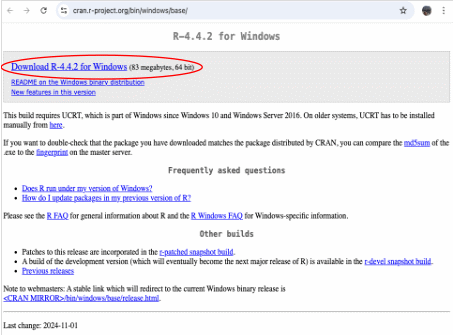 cran.r-project.org/bin/windows/base/
R-4.4.2 for Windows
Download R-4.4.2 for Windows (83 megabytes, 64 bit)
README on the Windows binary distribution
New features in this version
This build requires UCRT, which is part of Windows since Windows 10 and Windows Server 2016. On older systems, UCRT has to be installed
manually from here.
If you want to double-check that the package you have downloaded matches the package distributed by CRAN, you can compare the md5sum of
the .exe to the fingerprint on the master server.
Frequently asked questions
• Does R run under my version of Windows?
• How do I update packages in my previous version of R?
Please see the R FAQ for general information about R and the R Windows FAQ for Windows-specific information.
Other builds
• Patches to this release are incorporated in the r-patched snapshot build.
• A build of the development version (which will eventually become the next major release of R) is available in the r-devel snapshot build.
• Previous releases
Note to webmasters: A stable link which will redirect to the current Windows binary release is
<CRAN MIRROR>/bin/windows/base/release.html.
Last change: 2024-11-01